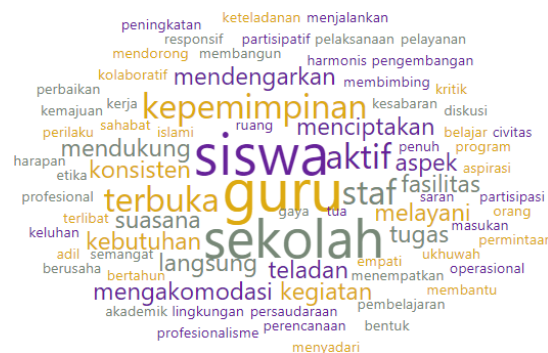 peningkatan keteladanan menjalankan
responsif partisipatif pelaksanaan pelayanan
mendorong membangun harmonis pengembangan
kolaboratif mendengarkan membimbing kritik
perbaikan kepemimpinan kesabaran
kemajuan kerja menciptakan diskusi
perilaku sahabat islami ruang penuh belajar civitas
mendukung siswa aktif aspek program
harapan konsisten aspirasi
etika guru staf fasilitas
profesional terbuka gaya tua melayani saran partisipasi
terlibat suasana sekolah tugas masukan orang
keluhan kebutuhan permintaan
adil semangat langsung teladan empati ukhuwah
berusaha bertahun menempatkan operasional
mengakomodasi kegiatan membantu
akademik lingkungan persaudaraan pembelajaran
profesionalisme perencanaan bentuk
menyadari